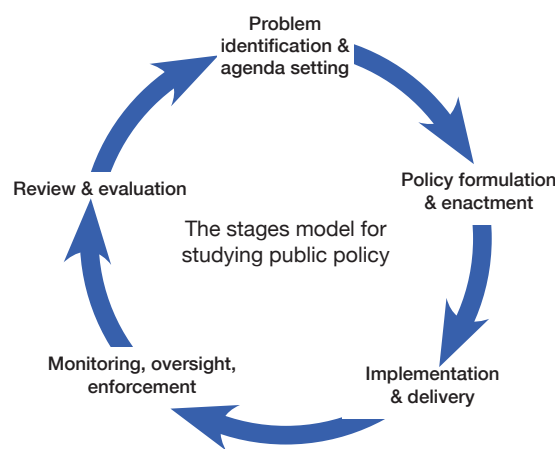 Problem
identification &
agenda setting
Policy formulation
& enactment
Review & evaluation
The stages model for
studying public policy
Monitoring, oversight,
enforcement
Implementation
& delivery